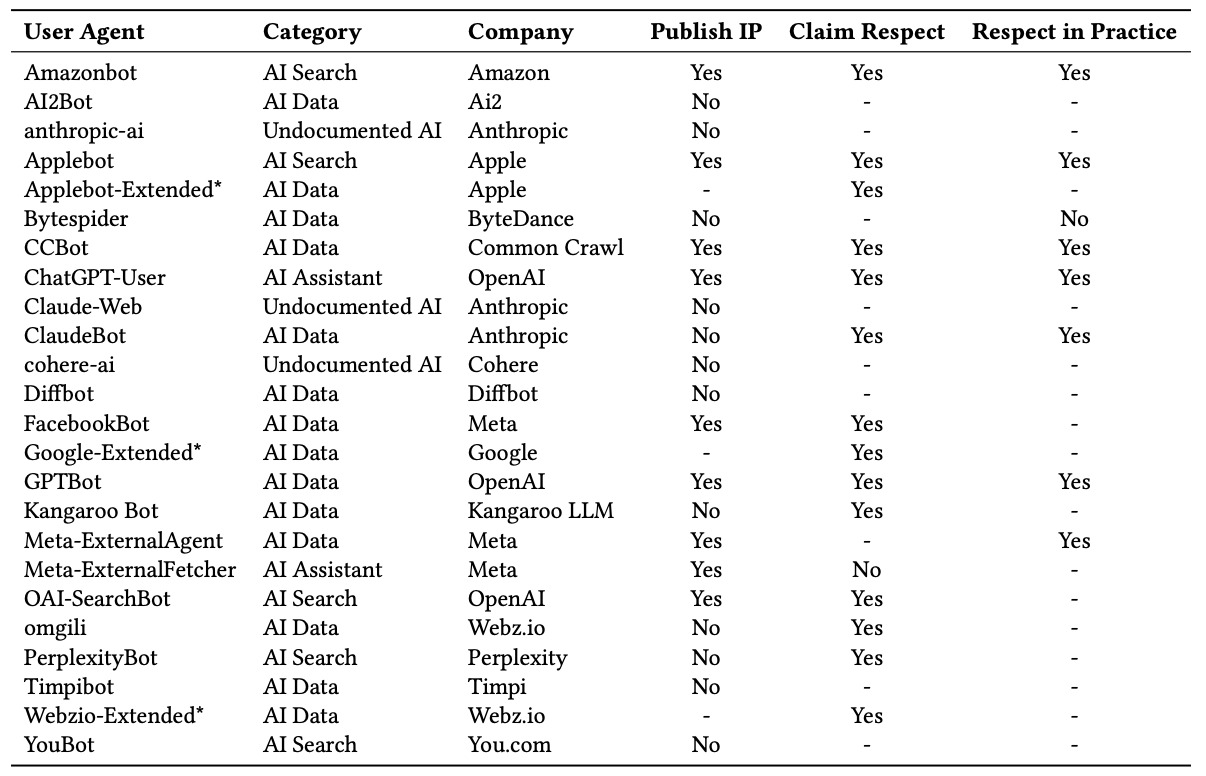 User Agent Category Company Publish IP Claim Respect Respect in Practice
Amazonbot AI Search Amazon Yes Yes Yes
AI2Bot AI Data Ai2 No - -
anthropic-ai Undocumented AI Anthropic No - -
Applebot AI Search Apple Yes Yes Yes
Applebot-Extended* AI Data Apple - Yes -
Bytespider AI Data ByteDance No - No
CCBot AI Data Common Crawl Yes Yes Yes
ChatGPT-User AI Assistant OpenAI Yes Yes Yes
Claude-Web Undocumented AI Anthropic No - -
ClaudeBot AI Data Anthropic No Yes Yes
cohere-ai Undocumented AI Cohere No - -
Diffbot AI Data Diffbot No - -
FacebookBot AI Data Meta Yes Yes -
Google-Extended* AI Data Google - Yes -
GPTBot AI Data OpenAI Yes Yes Yes
Kangaroo Bot AI Data Kangaroo LLM No Yes -
Meta-ExternalAgent AI Data Meta Yes - Yes
Meta-ExternalFetcher AI Assistant Meta Yes No -
OAI-SearchBot AI Search OpenAI Yes Yes -
omgili AI Data Webz.io No Yes -
PerplexityBot AI Search Perplexity No Yes -
Timpibot AI Data Timpi No - -
Webzio-Extended* AI Data Webz.io - Yes -
YouBot AI Search You.com No - -